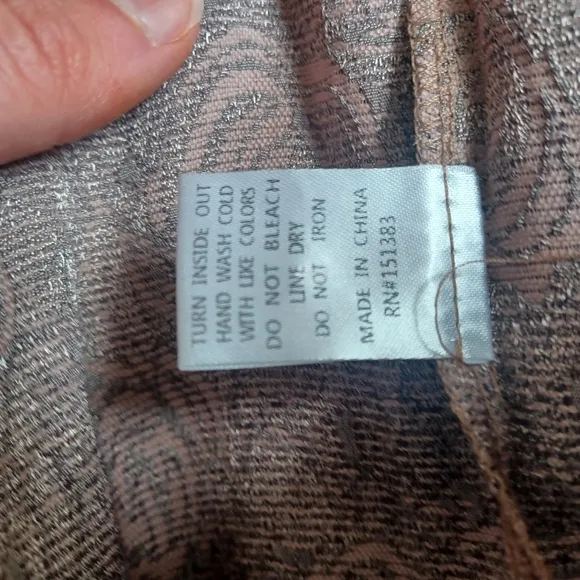 TURN INSIDE OUT
HAND WASH COLD
WITH LIKE COLORS
DO NOT BLEACH
LINE DRY
DO NOT IRON
MADE IN CHINA
RN#151383